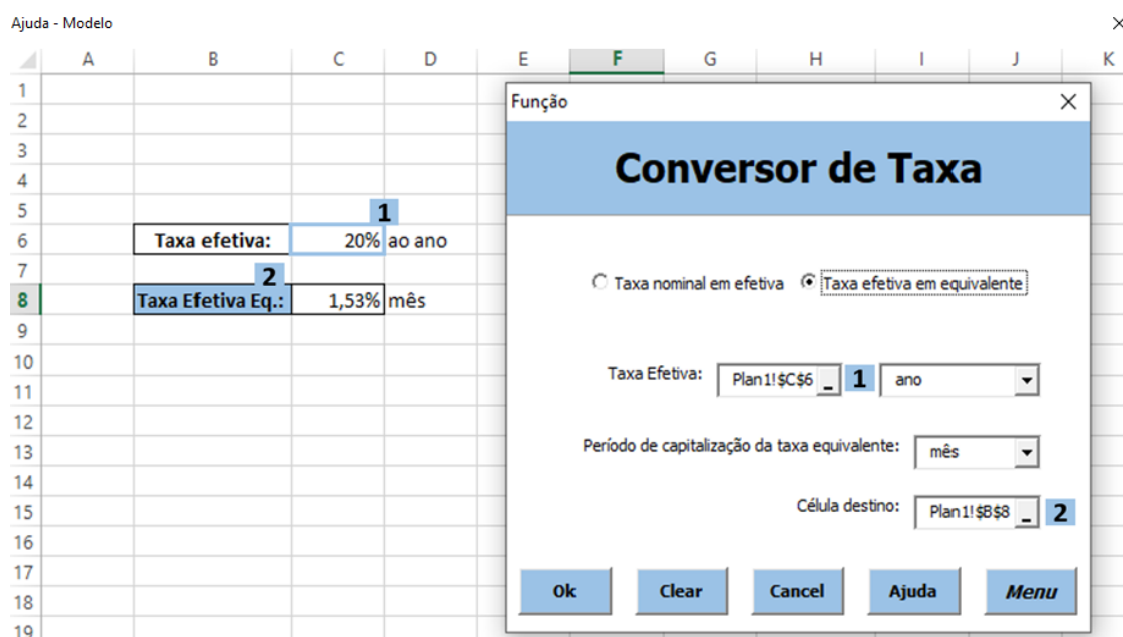 Ajuda - Modelo
A B C D E F G H I J K
1
2
3
4
5
1
6 Taxa efetiva: 20% ao ano
7
2
8 Taxa Efetiva Eq.: 1,53% mês
9
10
11
12
13
14
15
16
17
18
19
Função
Conversor de Taxa
Taxa nominal em efetiva Taxa efetiva em equivalente
Taxa Efetiva: Plan1!$C$6 _ 1 ano
Período de capitalização da taxa equivalente: mês
Célula destino: Plan1!$B$8 _ 2
Ok Clear Cancel Ajuda Menu